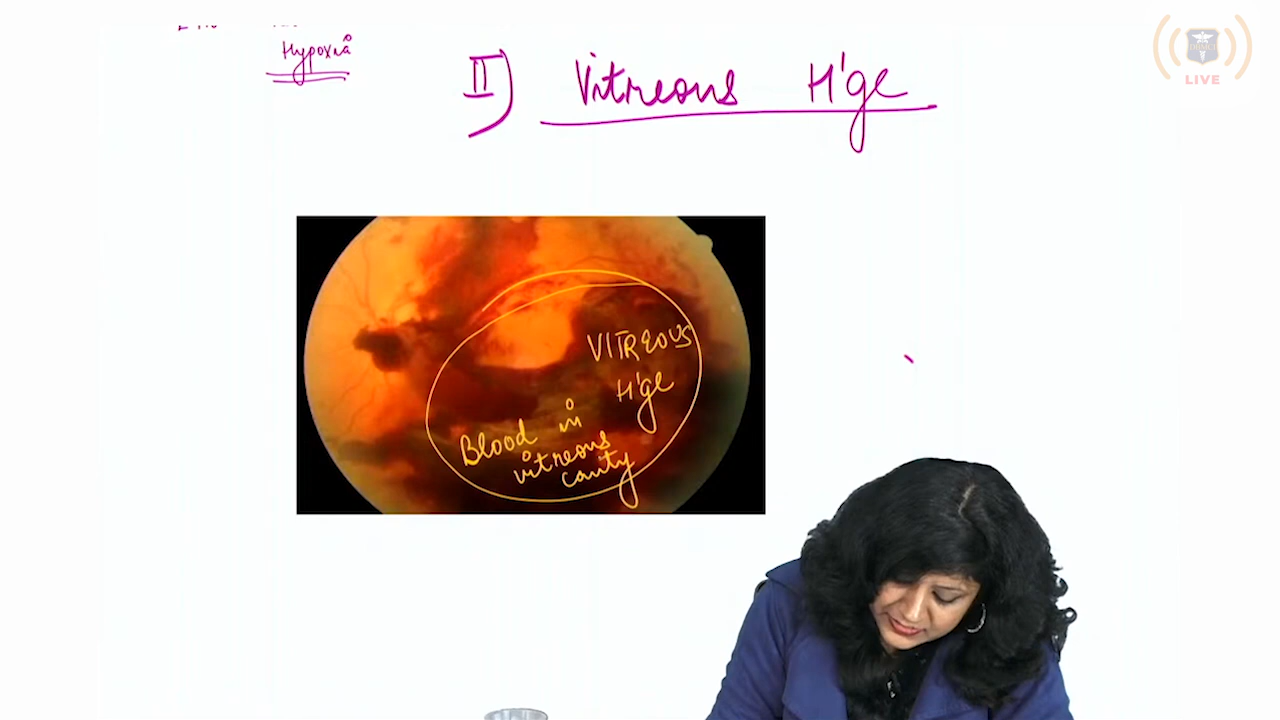 Hypoxia
II) Vitreous H'ge
LIVE
VITREOUS
H'ge
Blood in
vitreous
cavity